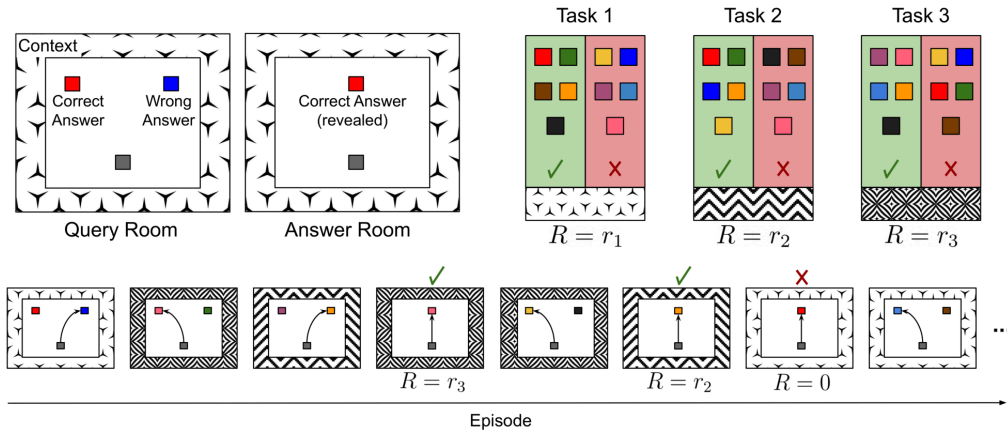 Context
Correct
Answer
Wrong
Answer
Query Room
Correct Answer
(revealed)
Answer Room
Task 1
✓
✗
R = r₁
Task 2
✓
✗
R = r₂
Task 3
✓
✗
R = r₃
✓
✓
✗
...
R = r₃
R = r₂
R = 0
Episode